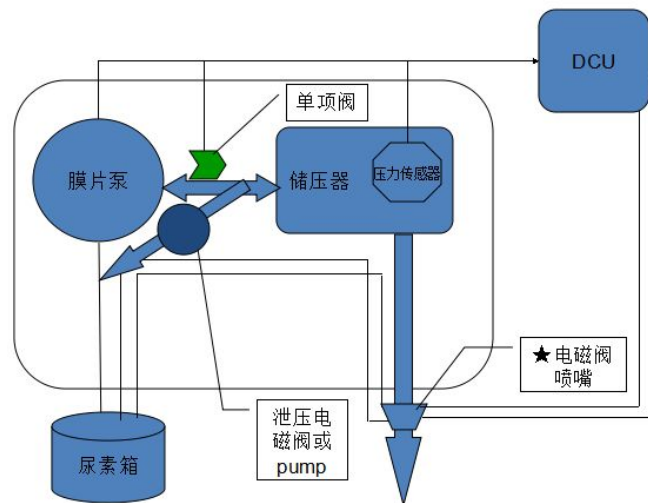 DCU
单项阀
膜片泵
储压器
压力传感器
★电磁阀
喷嘴
泄压电
磁阀或
pump
尿素箱